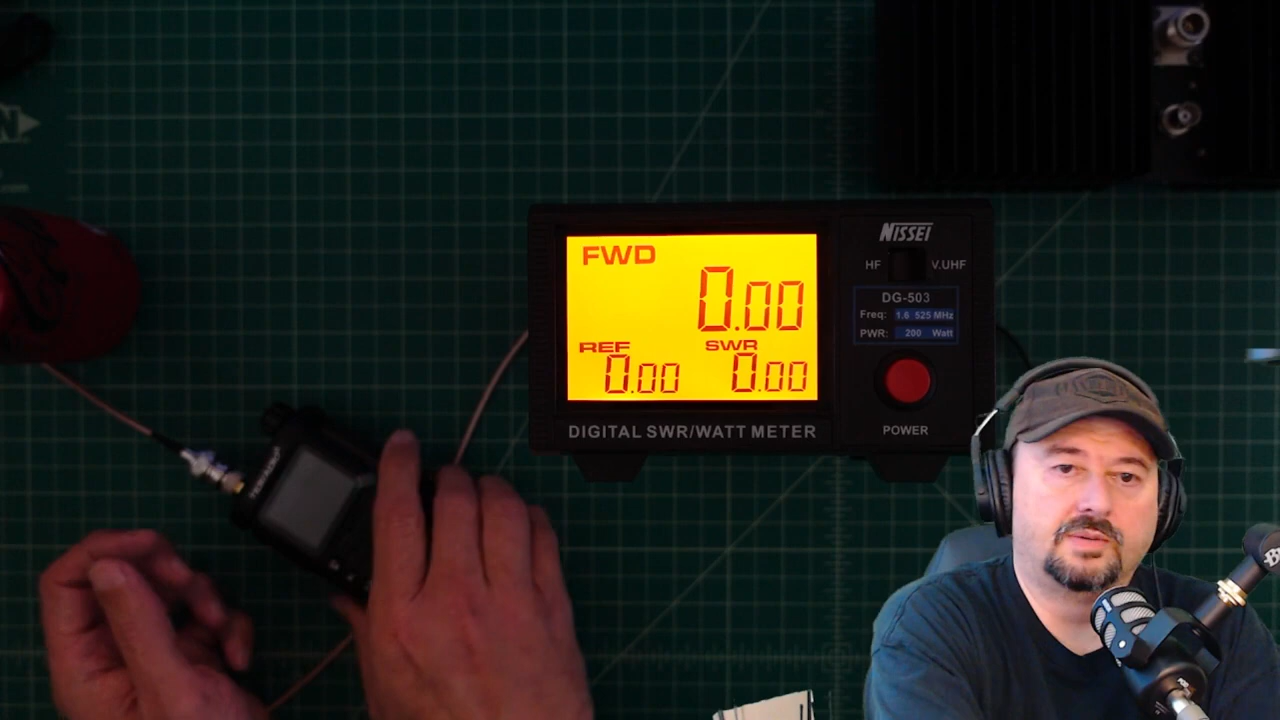 N
FWD
0.00
REF
SWR
0.00
0.00
DIGITAL SWR/WATT METER
NISSEI
HF
V.UHF
DG-503
Freq: 1.6 525 MHz
PWR: 200 Watt
POWER